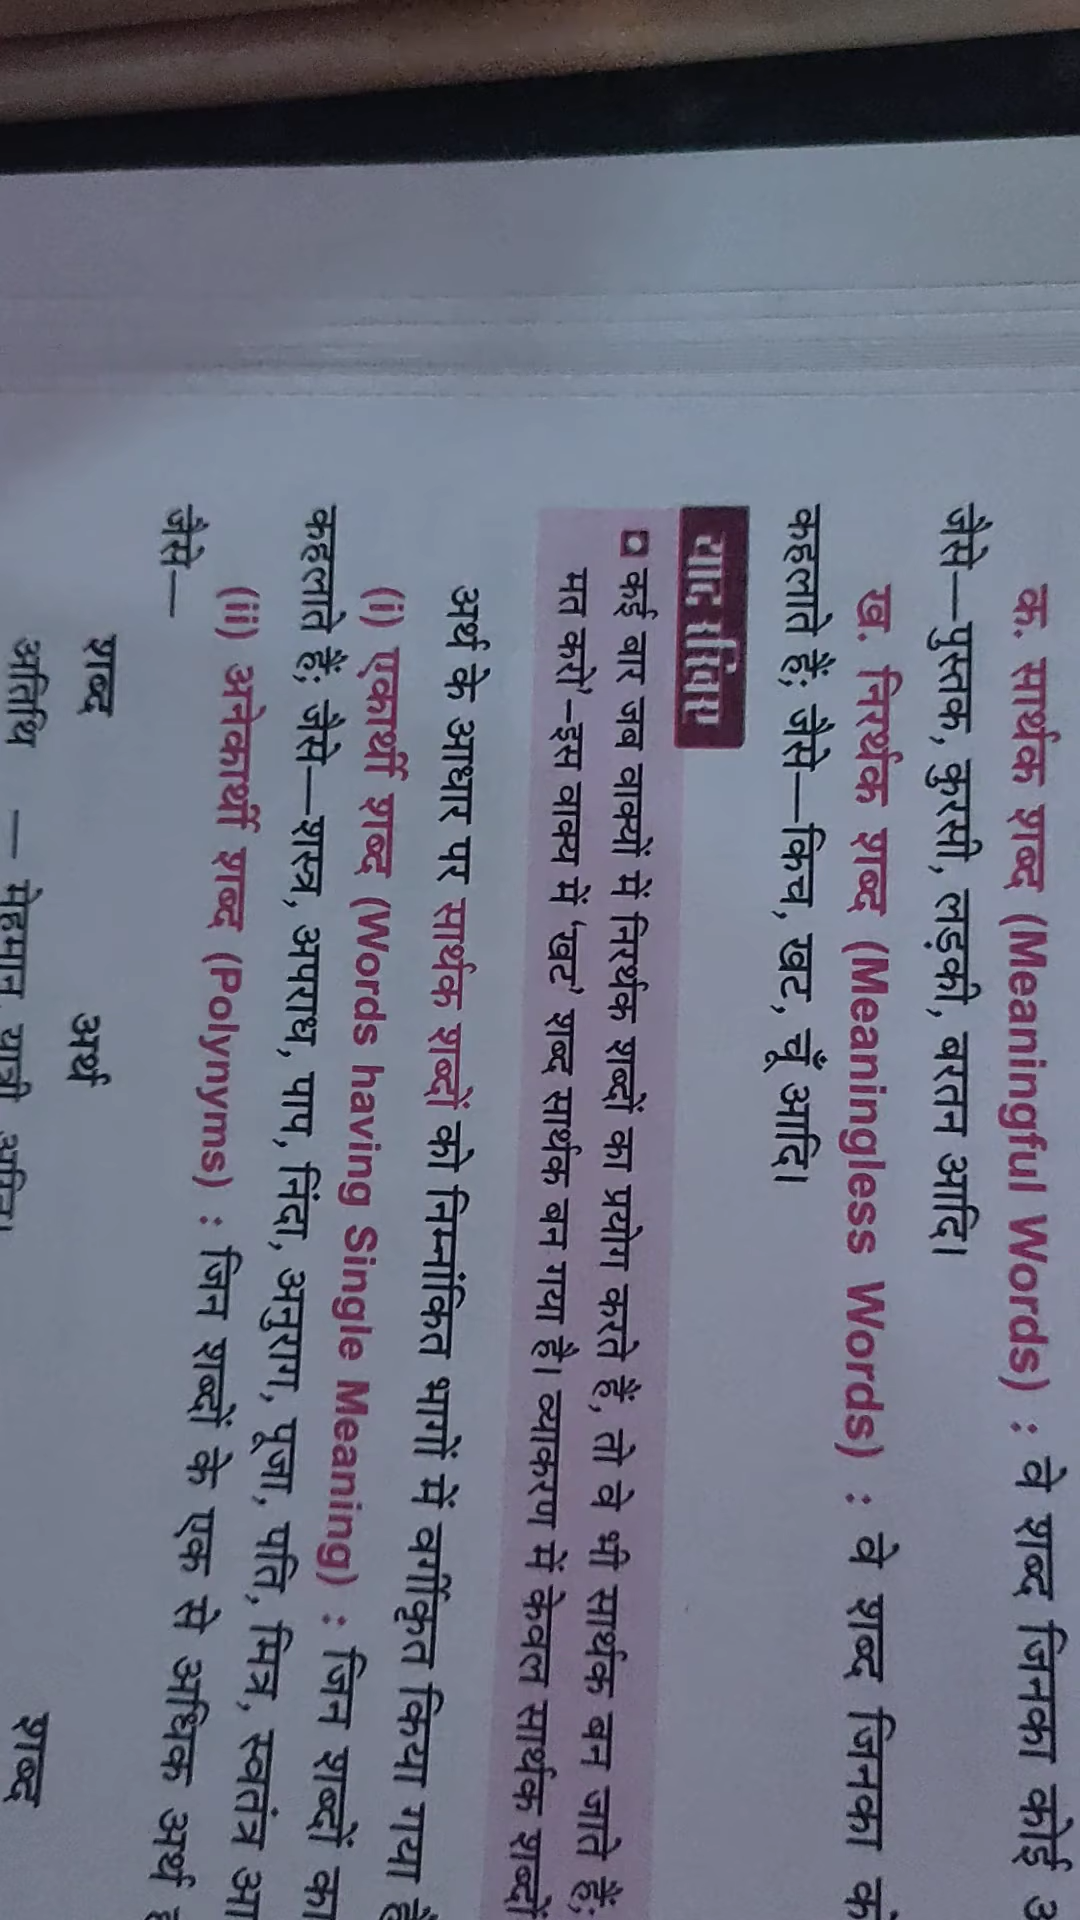 क. सार्थक शब्द (Meaningful Words) : वे शब्द जिनका कोई
जैसे—पुस्तक, कुरसी, लड़की, बरतन आदि।
ख. निरर्थक शब्द (Meaningless Words) : वे शब्द जिनका
कहलाते हैं; जैसे—किच, खट, चूँ आदि।
याद रखिए
कई बार जब वाक्यों में निरर्थक शब्दों का प्रयोग करते हैं, तो वे भी सार्थक बन जाते हैं;
मत करो'—इस वाक्य में 'खट' शब्द सार्थक बन गया है। व्याकरण में केवल सार्थक शब्दों
अर्थ के आधार पर सार्थक शब्दों को निम्नांकित भागों में वर्गीकृत किया गया
(i) एकार्थी शब्द (Words having Single Meaning) : जिन शब्दों का
कहलाते हैं; जैसे—शस्त्र, अपराध, पाप, निंदा, अनुराग, पूजा, पति, मित्र, स्वतंत्र
(ii) अनेकार्थी शब्द (Polynyms) : जिन शब्दों के एक से अधिक अर्थ
जैसे—
शब्द अर्थ शब्द
अतिथि — मेहमान, यात्री